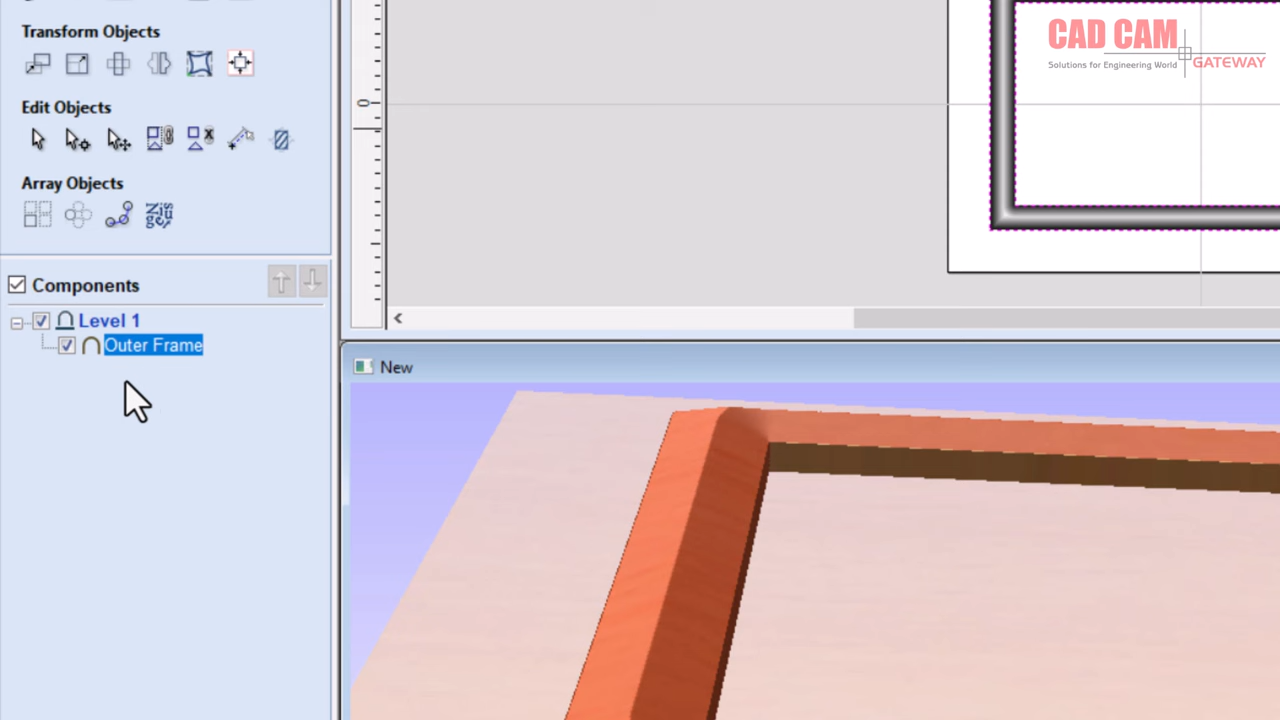 Transform Objects
Edit Objects
Array Objects
Components
Level 1
Outer Frame
0
CAD CAM
Solutions for Engineering World
GATEWAY
New